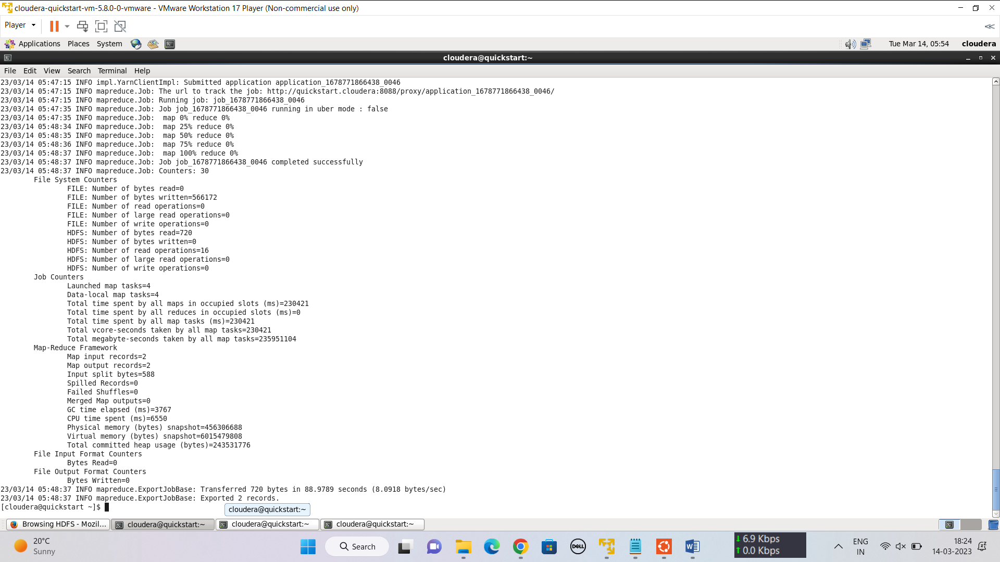 cloudera-quickstart-vm-5.8.0-0-vmware - VMware Workstation 17 Player (Non-commercial use only)
Player
Applications Places System Tue Mar 14, 05:54 cloudera
cloudera@quickstart:~
File Edit View Search Terminal Help
23/03/14 05:47:15 INFO impl.YarnClientImpl: Submitted application application_1678771866438_0046
23/03/14 05:47:15 INFO mapreduce.Job: The url to track the job: http://quickstart.cloudera:8088/proxy/application_1678771866438_0046/
23/03/14 05:47:15 INFO mapreduce.Job: Running job: job_1678771866438_0046
23/03/14 05:47:35 INFO mapreduce.Job: Job job_1678771866438_0046 running in uber mode : false
23/03/14 05:47:35 INFO mapreduce.Job:  map 0% reduce 0%
23/03/14 05:48:34 INFO mapreduce.Job:  map 25% reduce 0%
23/03/14 05:48:35 INFO mapreduce.Job:  map 50% reduce 0%
23/03/14 05:48:36 INFO mapreduce.Job:  map 75% reduce 0%
23/03/14 05:48:37 INFO mapreduce.Job:  map 100% reduce 0%
23/03/14 05:48:37 INFO mapreduce.Job: Job job_1678771866438_0046 completed successfully
23/03/14 05:48:37 INFO mapreduce.Job: Counters: 30
File System Counters
FILE: Number of bytes read=0
FILE: Number of bytes written=566172
FILE: Number of read operations=0
FILE: Number of large read operations=0
FILE: Number of write operations=0
HDFS: Number of bytes read=720
HDFS: Number of bytes written=0
HDFS: Number of read operations=16
HDFS: Number of large read operations=0
HDFS: Number of write operations=0
Job Counters
Launched map tasks=4
Data-local map tasks=4
Total time spent by all maps in occupied slots (ms)=230421
Total time spent by all reduces in occupied slots (ms)=0
Total time spent by all map tasks (ms)=230421
Total vcore-seconds taken by all map tasks=230421
Total megabyte-seconds taken by all map tasks=235951104
Map-Reduce Framework
Map input records=2
Map output records=2
Input split bytes=588
Spilled Records=0
Failed Shuffles=0
Merged Map outputs=0
GC time elapsed (ms)=3767
CPU time spent (ms)=6550
Physical memory (bytes) snapshot=456306688
Virtual memory (bytes) snapshot=6015479808
Total committed heap usage (bytes)=243531776
File Input Format Counters
Bytes Read=0
File Output Format Counters
Bytes Written=0
23/03/14 05:48:37 INFO mapreduce.ExportJobBase: Transferred 720 bytes in 88.9789 seconds (8.0918 bytes/sec)
23/03/14 05:48:37 INFO mapreduce.ExportJobBase: Exported 2 records.
[cloudera@quickstart ~]$
cloudera@quickstart:~
Browsing HDFS - Mozil... cloudera@quickstart:~ cloudera@quickstart:~ cloudera@quickstart:~
20°C
Sunny
Search
DELL
6.9 Kbps
0.0 Kbps
ENG
IN
18:24
14-03-2023